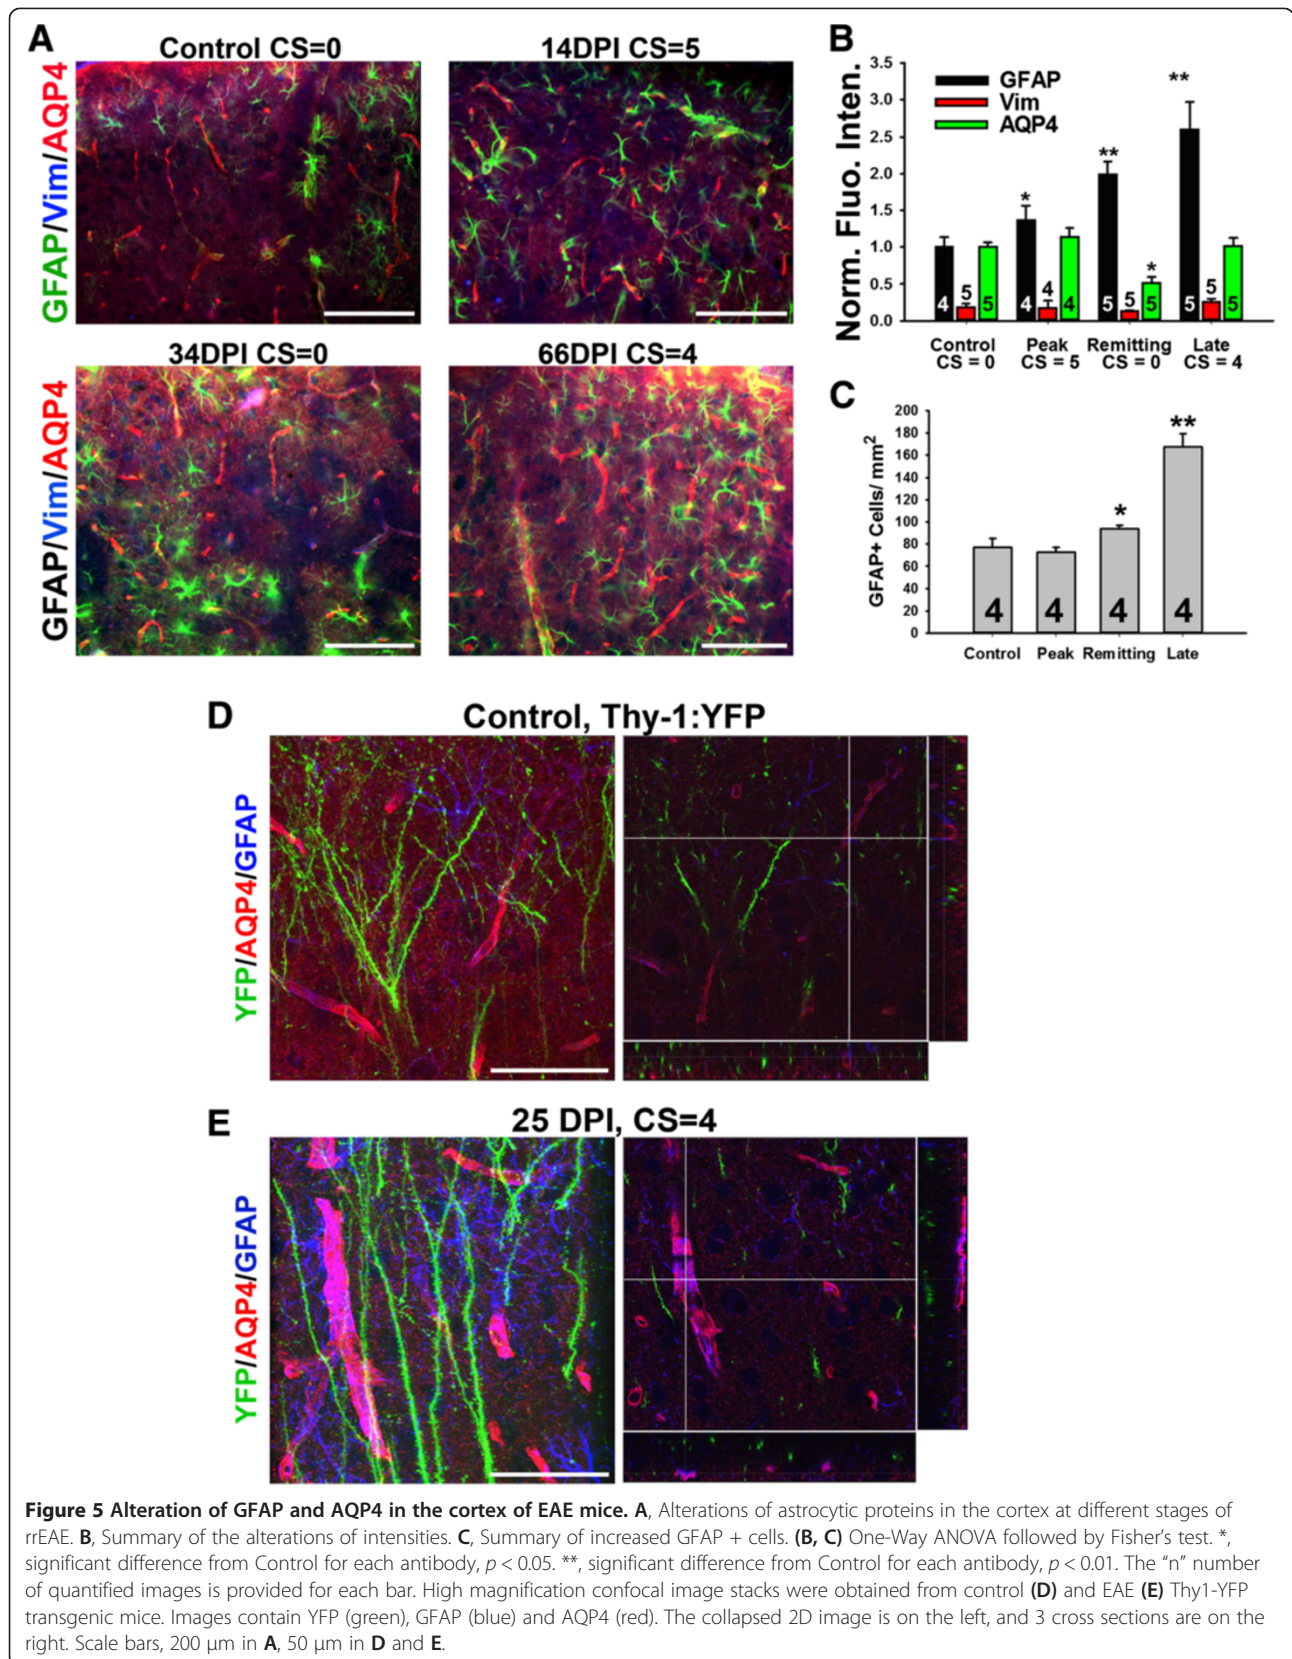 A
Control CS=0
14DPI CS=5
GFAP/Vim/AQP4
34DPI CS=0
66DPI CS=4
GFAP/Vim/AQP4
B
Norm. Fluo. Inten.
3.5
3.0
2.5
2.0
1.5
1.0
0.5
0.0
GFAP
Vim
AQP4
* ** * **
4 5 5 4 4 4 5 5 5 5 5 5
Control Peak Remitting Late
CS = 0 CS = 5 CS = 0 CS = 4
C
GFAP+ Cells/ mm2
200
180
160
140
120
100
80
60
40
20
0
* **
4 4 4 4
Control Peak Remitting Late
D
Control, Thy-1:YFP
YFP/AQP4/GFAP
E
25 DPI, CS=4
YFP/AQP4/GFAP
Figure 5 Alteration of GFAP and AQP4 in the cortex of EAE mice. A, Alterations of astrocytic proteins in the cortex at different stages of
rrEAE. B, Summary of the alterations of intensities. C, Summary of increased GFAP + cells. (B, C) One-Way ANOVA followed by Fisher's test. *,
significant difference from Control for each antibody, p < 0.05. **, significant difference from Control for each antibody, p < 0.01. The "n" number
of quantified images is provided for each bar. High magnification confocal image stacks were obtained from control (D) and EAE (E) Thy1-YFP
transgenic mice. Images contain YFP (green), GFAP (blue) and AQP4 (red). The collapsed 2D image is on the left, and 3 cross sections are on the
right. Scale bars, 200 μm in A, 50 μm in D and E.